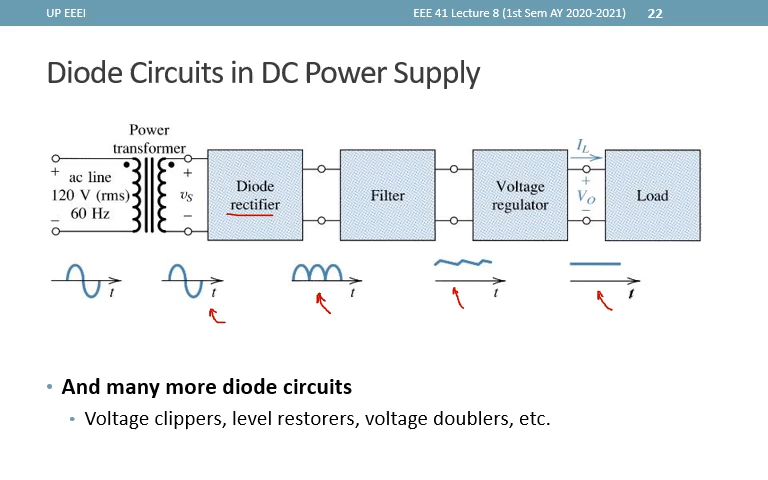 UP EEEI
EEE 41 Lecture 8 (1st Sem AY 2020-2021)
22
Diode Circuits in DC Power Supply
Power
transformer
+
ac line
120 V (rms)
60 Hz
−
+
vS
−
Diode
rectifier
Filter
Voltage
regulator
IL
+
VO
−
Load
t
t
t
t
t
• And many more diode circuits
• Voltage clippers, level restorers, voltage doublers, etc.